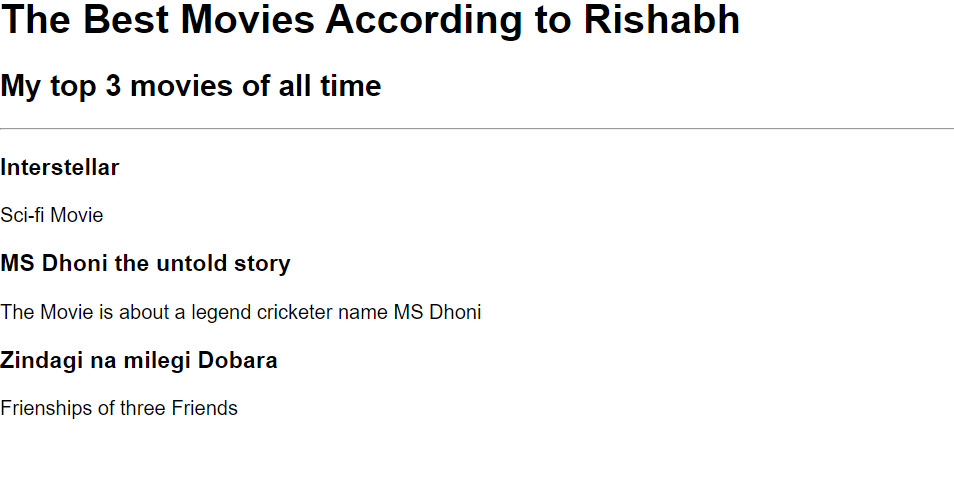 The Best Movies According to Rishabh
My top 3 movies of all time
Interstellar
Sci-fi Movie
MS Dhoni the untold story
The Movie is about a legend cricketer name MS Dhoni
Zindagi na milegi Dobara
Frienships of three Friends